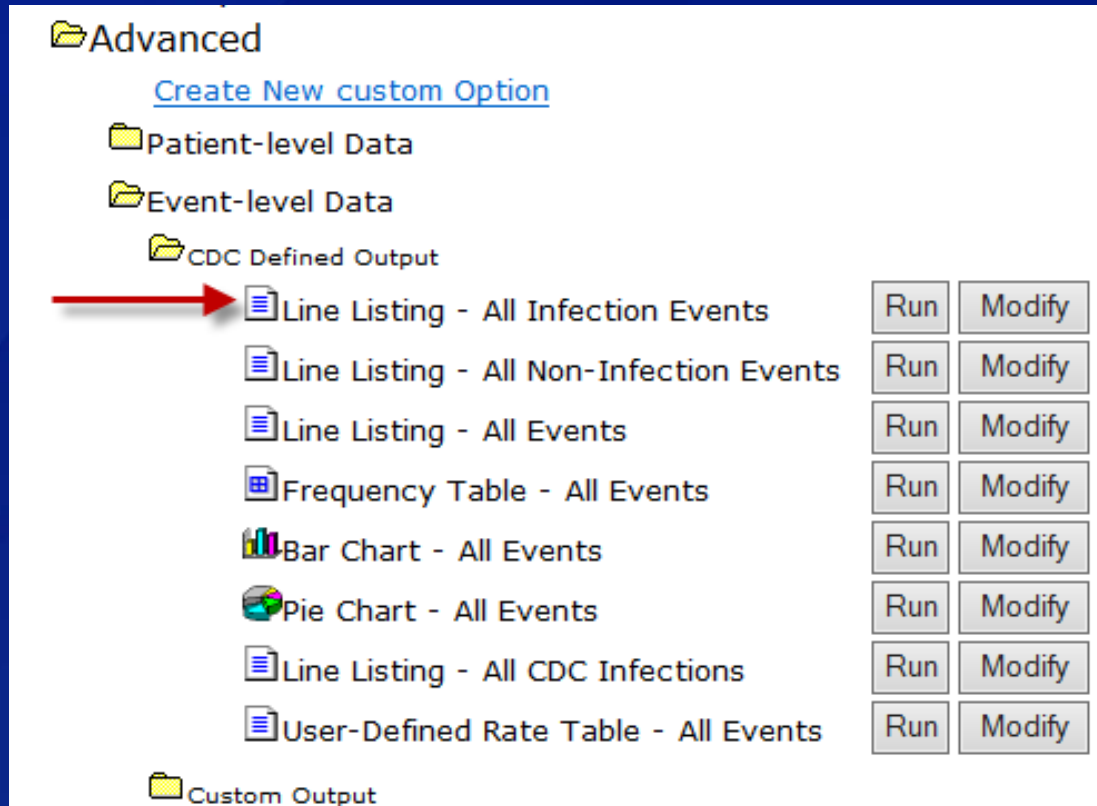 Advanced
Create New custom Option
Patient-level Data
Event-level Data
CDC Defined Output
Line Listing - All Infection Events Run Modify
Line Listing - All Non-Infection Events Run Modify
Line Listing - All Events Run Modify
Frequency Table - All Events Run Modify
Bar Chart - All Events Run Modify
Pie Chart - All Events Run Modify
Line Listing - All CDC Infections Run Modify
User-Defined Rate Table - All Events Run Modify
Custom Output